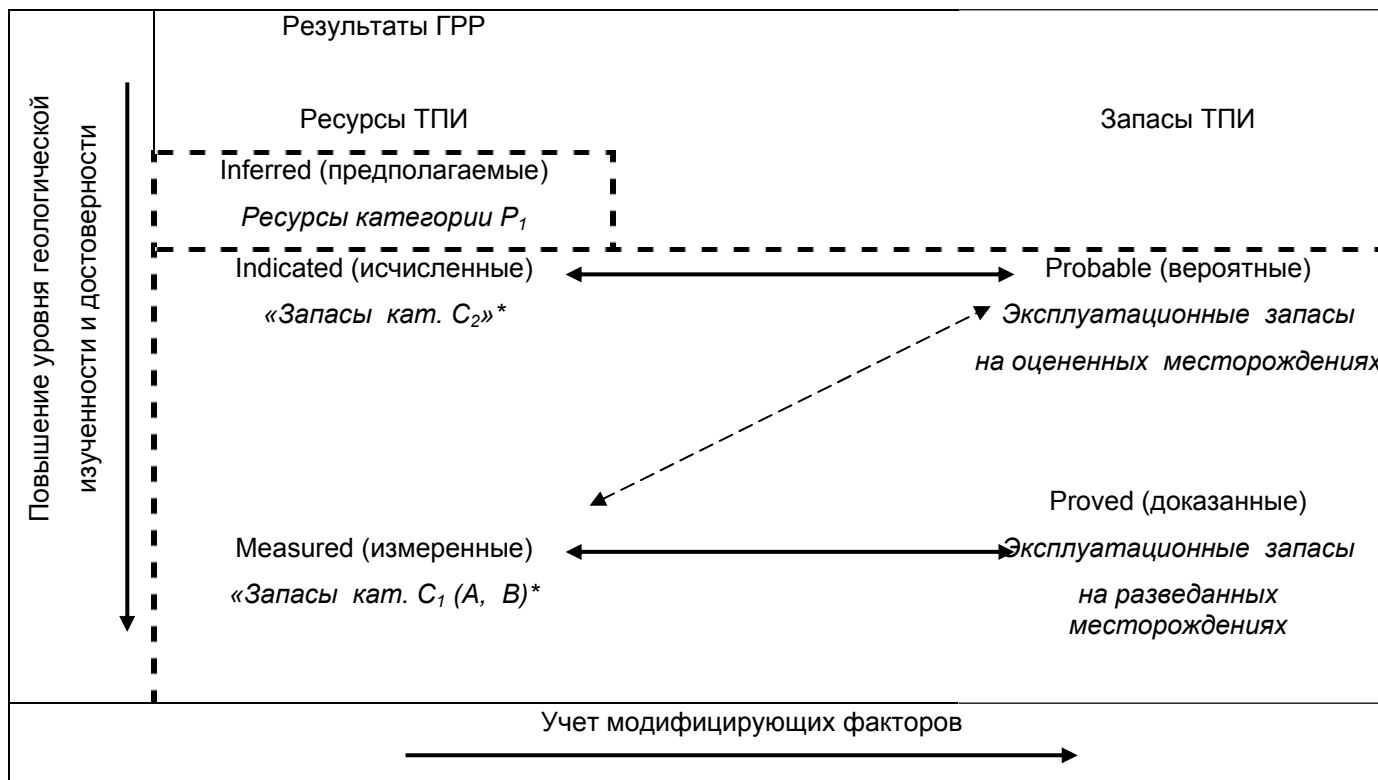 Результаты ГРР
Повышение уровня геологической
изученности и достоверности
Ресурсы ТПИ
Запасы ТПИ
Inferred (предполагаемые)
Ресурсы категории P1
Indicated (исчисленные)
«Запасы кат. С2»*
Probable (вероятные)
Эксплуатационные запасы
на оцененных месторождениях
Measured (измеренные)
«Запасы кат. С1 (А, В)*
Proved (доказанные)
Эксплуатационные запасы
на разведанных
месторождениях
Учет модифицирующих факторов